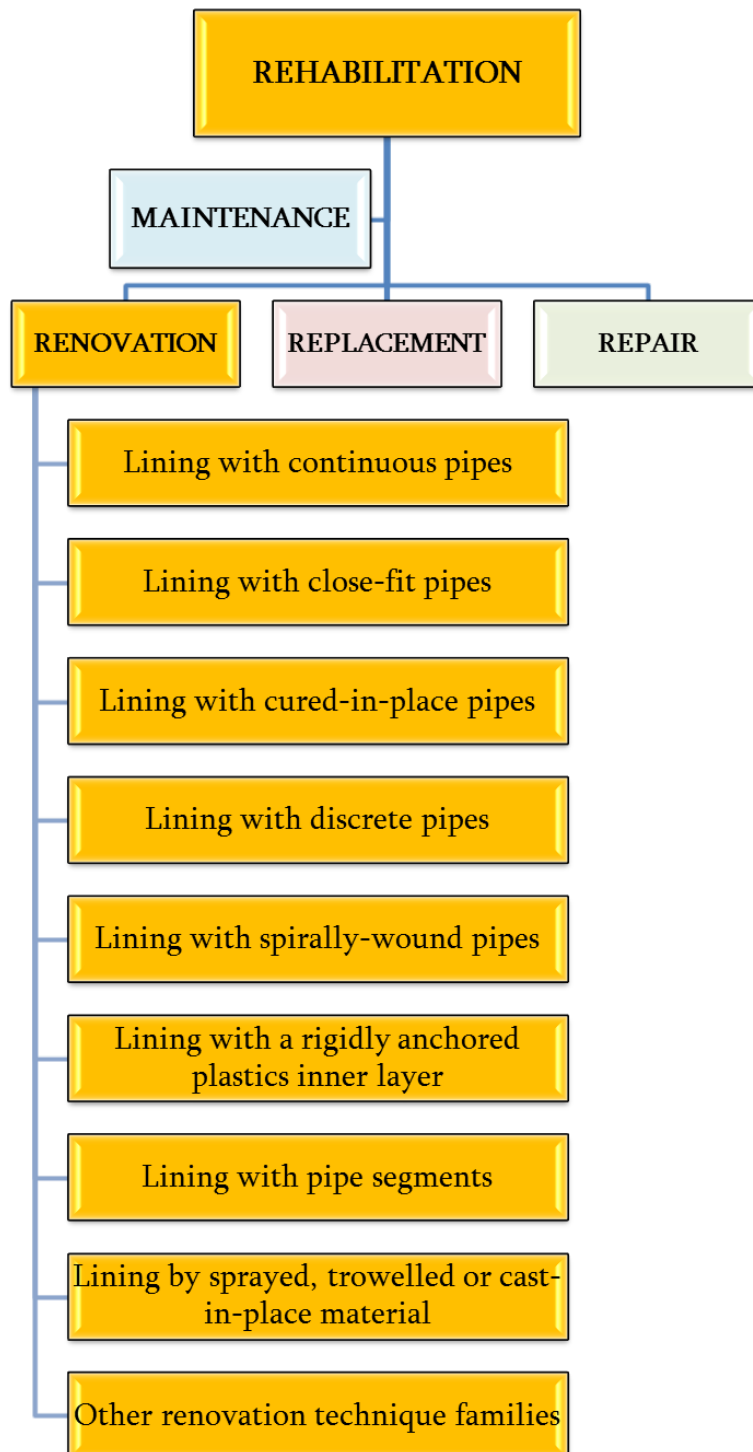 REHABILITATION
MAINTENANCE
RENOVATION
REPLACEMENT
REPAIR
Lining with continuous pipes
Lining with close-fit pipes
Lining with cured-in-place pipes
Lining with discrete pipes
Lining with spirally-wound pipes
Lining with a rigidly anchored
plastics inner layer
Lining with pipe segments
Lining by sprayed, trowelled or cast-
in-place material
Other renovation technique families